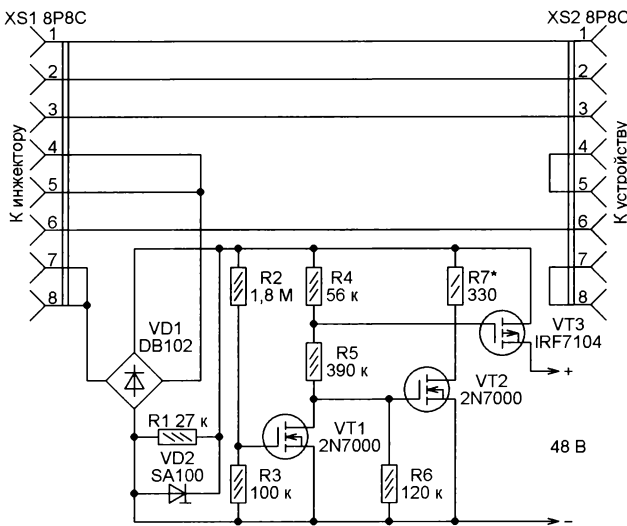 XS1 8P8C
XS2 8P8C
1
1
2
2
3
3
4
4
5
5
6
6
7
7
8
8
К инжектору
К устройству
VD1
DB102
R1 27 к
VD2
SA100
R2
1,8 М
R3
100 к
R4
56 к
R5
390 к
VT1
2N7000
R6
120 к
R7*
330
VT2
2N7000
VT3
IRF7104
+
48 В
−